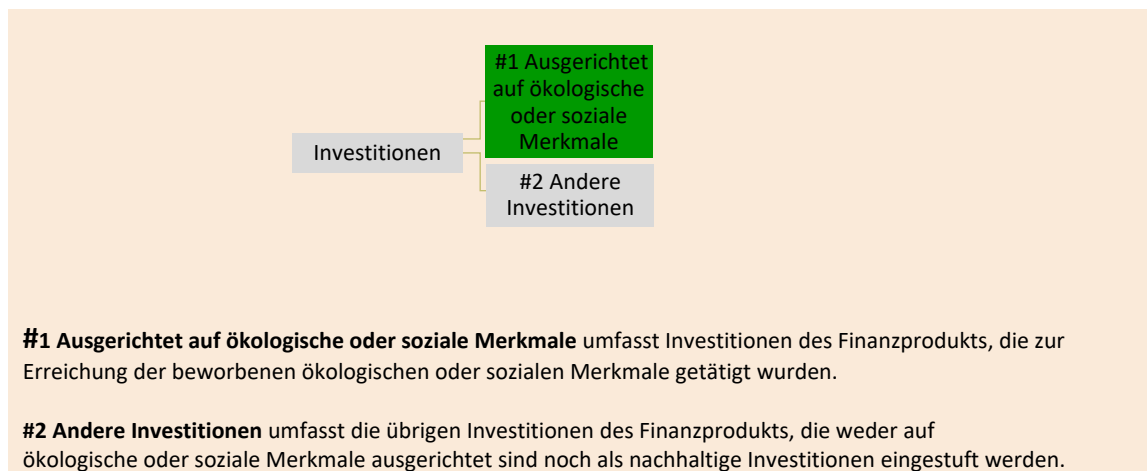 #1 Ausgerichtet
auf ökologische
oder soziale
Merkmale
Investitionen
#2 Andere
Investitionen
#1 Ausgerichtet auf ökologische oder soziale Merkmale umfasst Investitionen des Finanzprodukts, die zur
Erreichung der beworbenen ökologischen oder sozialen Merkmale getätigt wurden.
#2 Andere Investitionen umfasst die übrigen Investitionen des Finanzprodukts, die weder auf
ökologische oder soziale Merkmale ausgerichtet sind noch als nachhaltige Investitionen eingestuft werden.